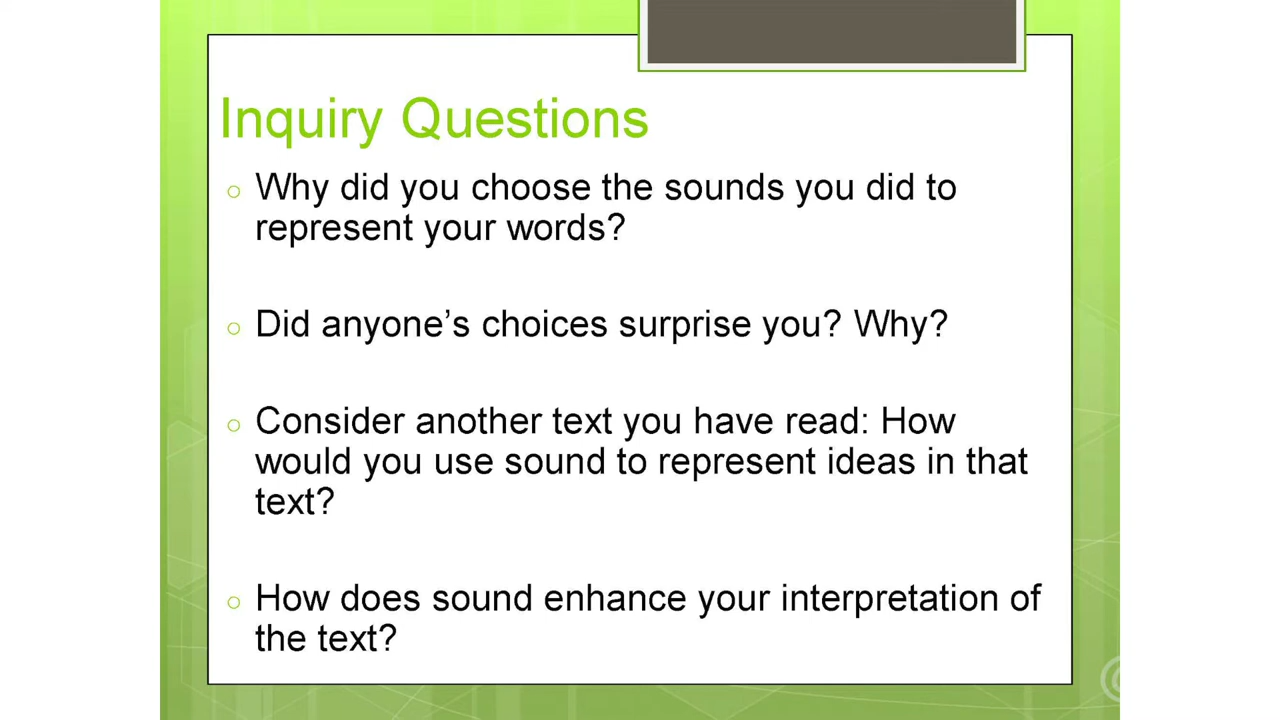 Inquiry Questions
○ Why did you choose the sounds you did to
represent your words?
○ Did anyone’s choices surprise you? Why?
○ Consider another text you have read: How
would you use sound to represent ideas in that
text?
○ How does sound enhance your interpretation of
the text?